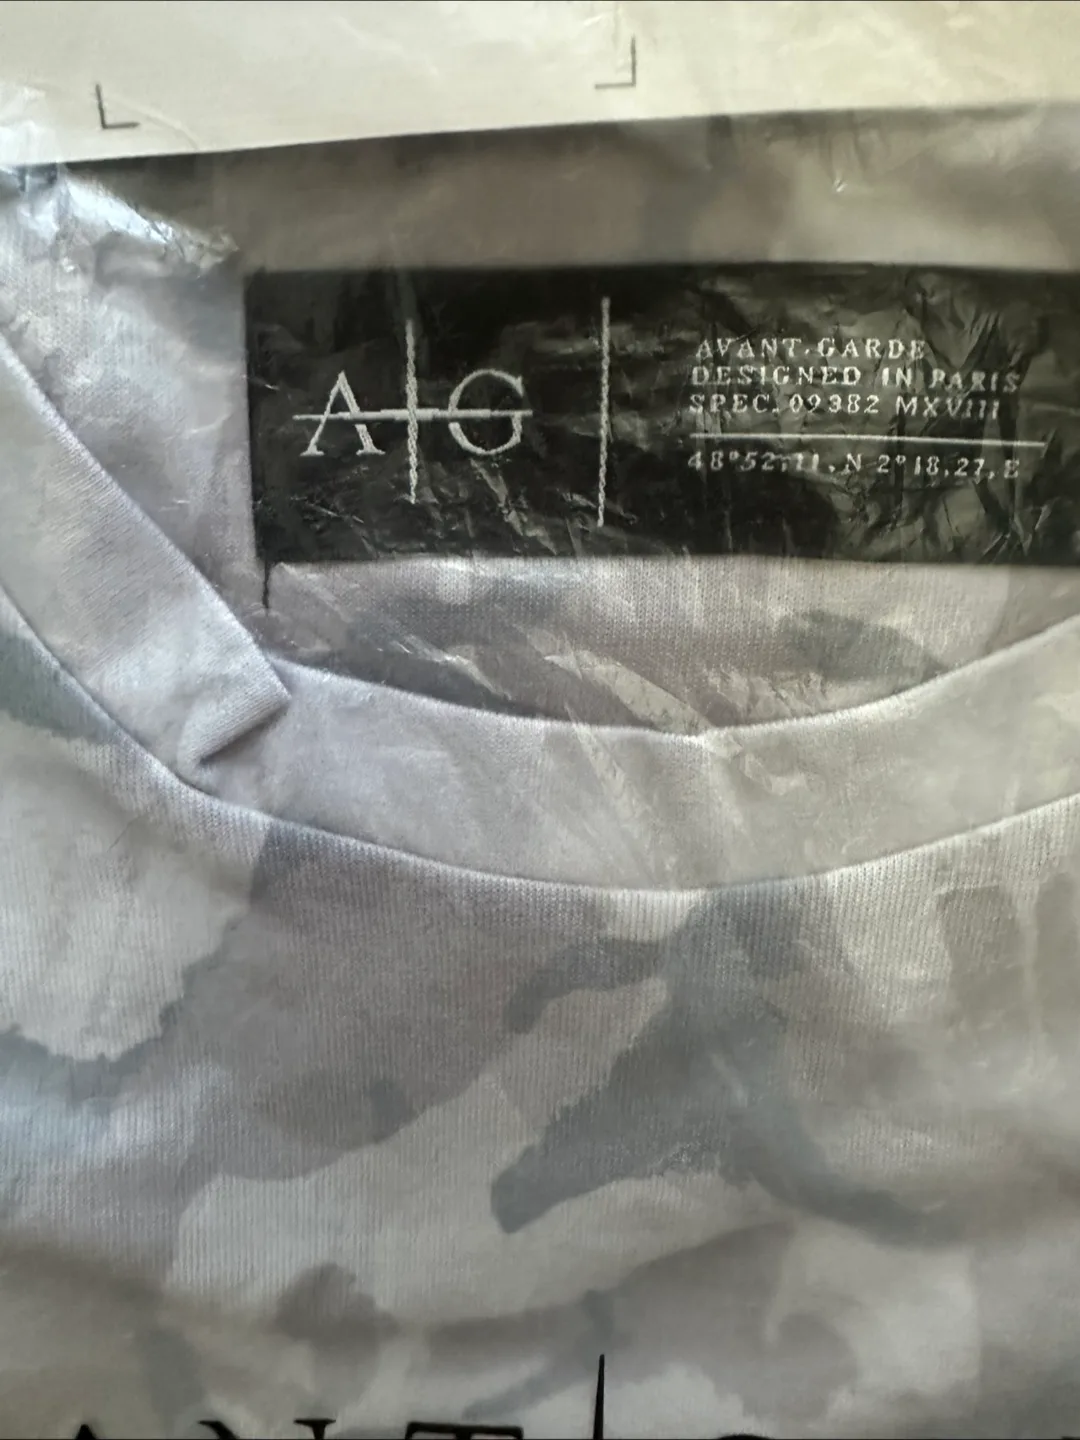 A|G
AVANT.GARDE
DESIGNED IN PARIS
SPEC.09382 MXVIII
48°52.11,N 2°18.27,E